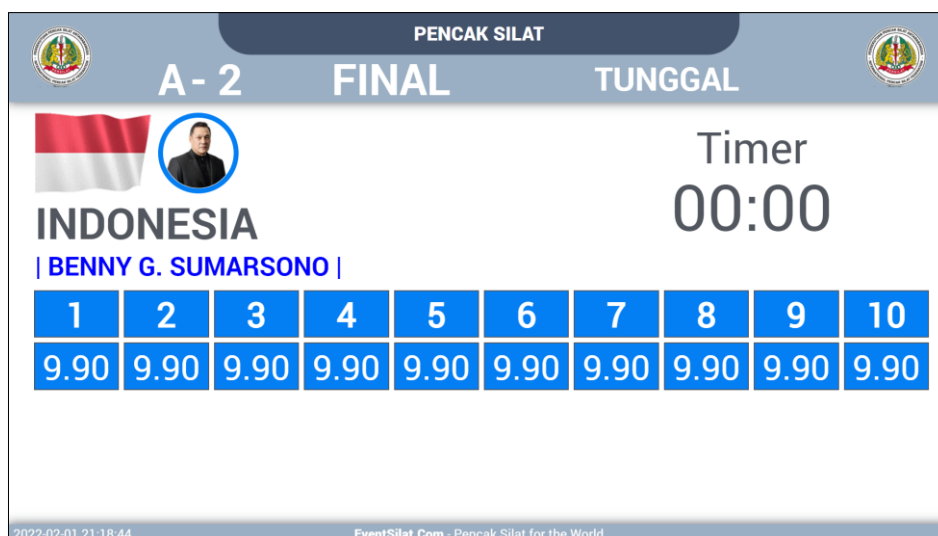 PENCAK SILAT
A - 2 FINAL TUNGGAL
Timer
00:00
INDONESIA
| BENNY G. SUMARSONO |
1 2 3 4 5 6 7 8 9 10
9.90 9.90 9.90 9.90 9.90 9.90 9.90 9.90 9.90 9.90
2022-02-01 21:18:44 EventSilat.Com - Pencak Silat for the World